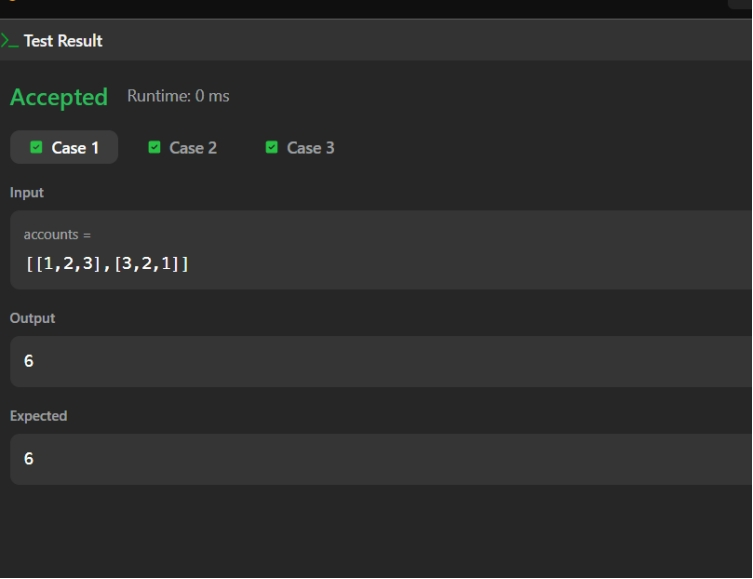 Test Result
Accepted Runtime: 0 ms
Case 1 Case 2 Case 3
Input
accounts =
[[1,2,3],[3,2,1]]
Output
6
Expected
6